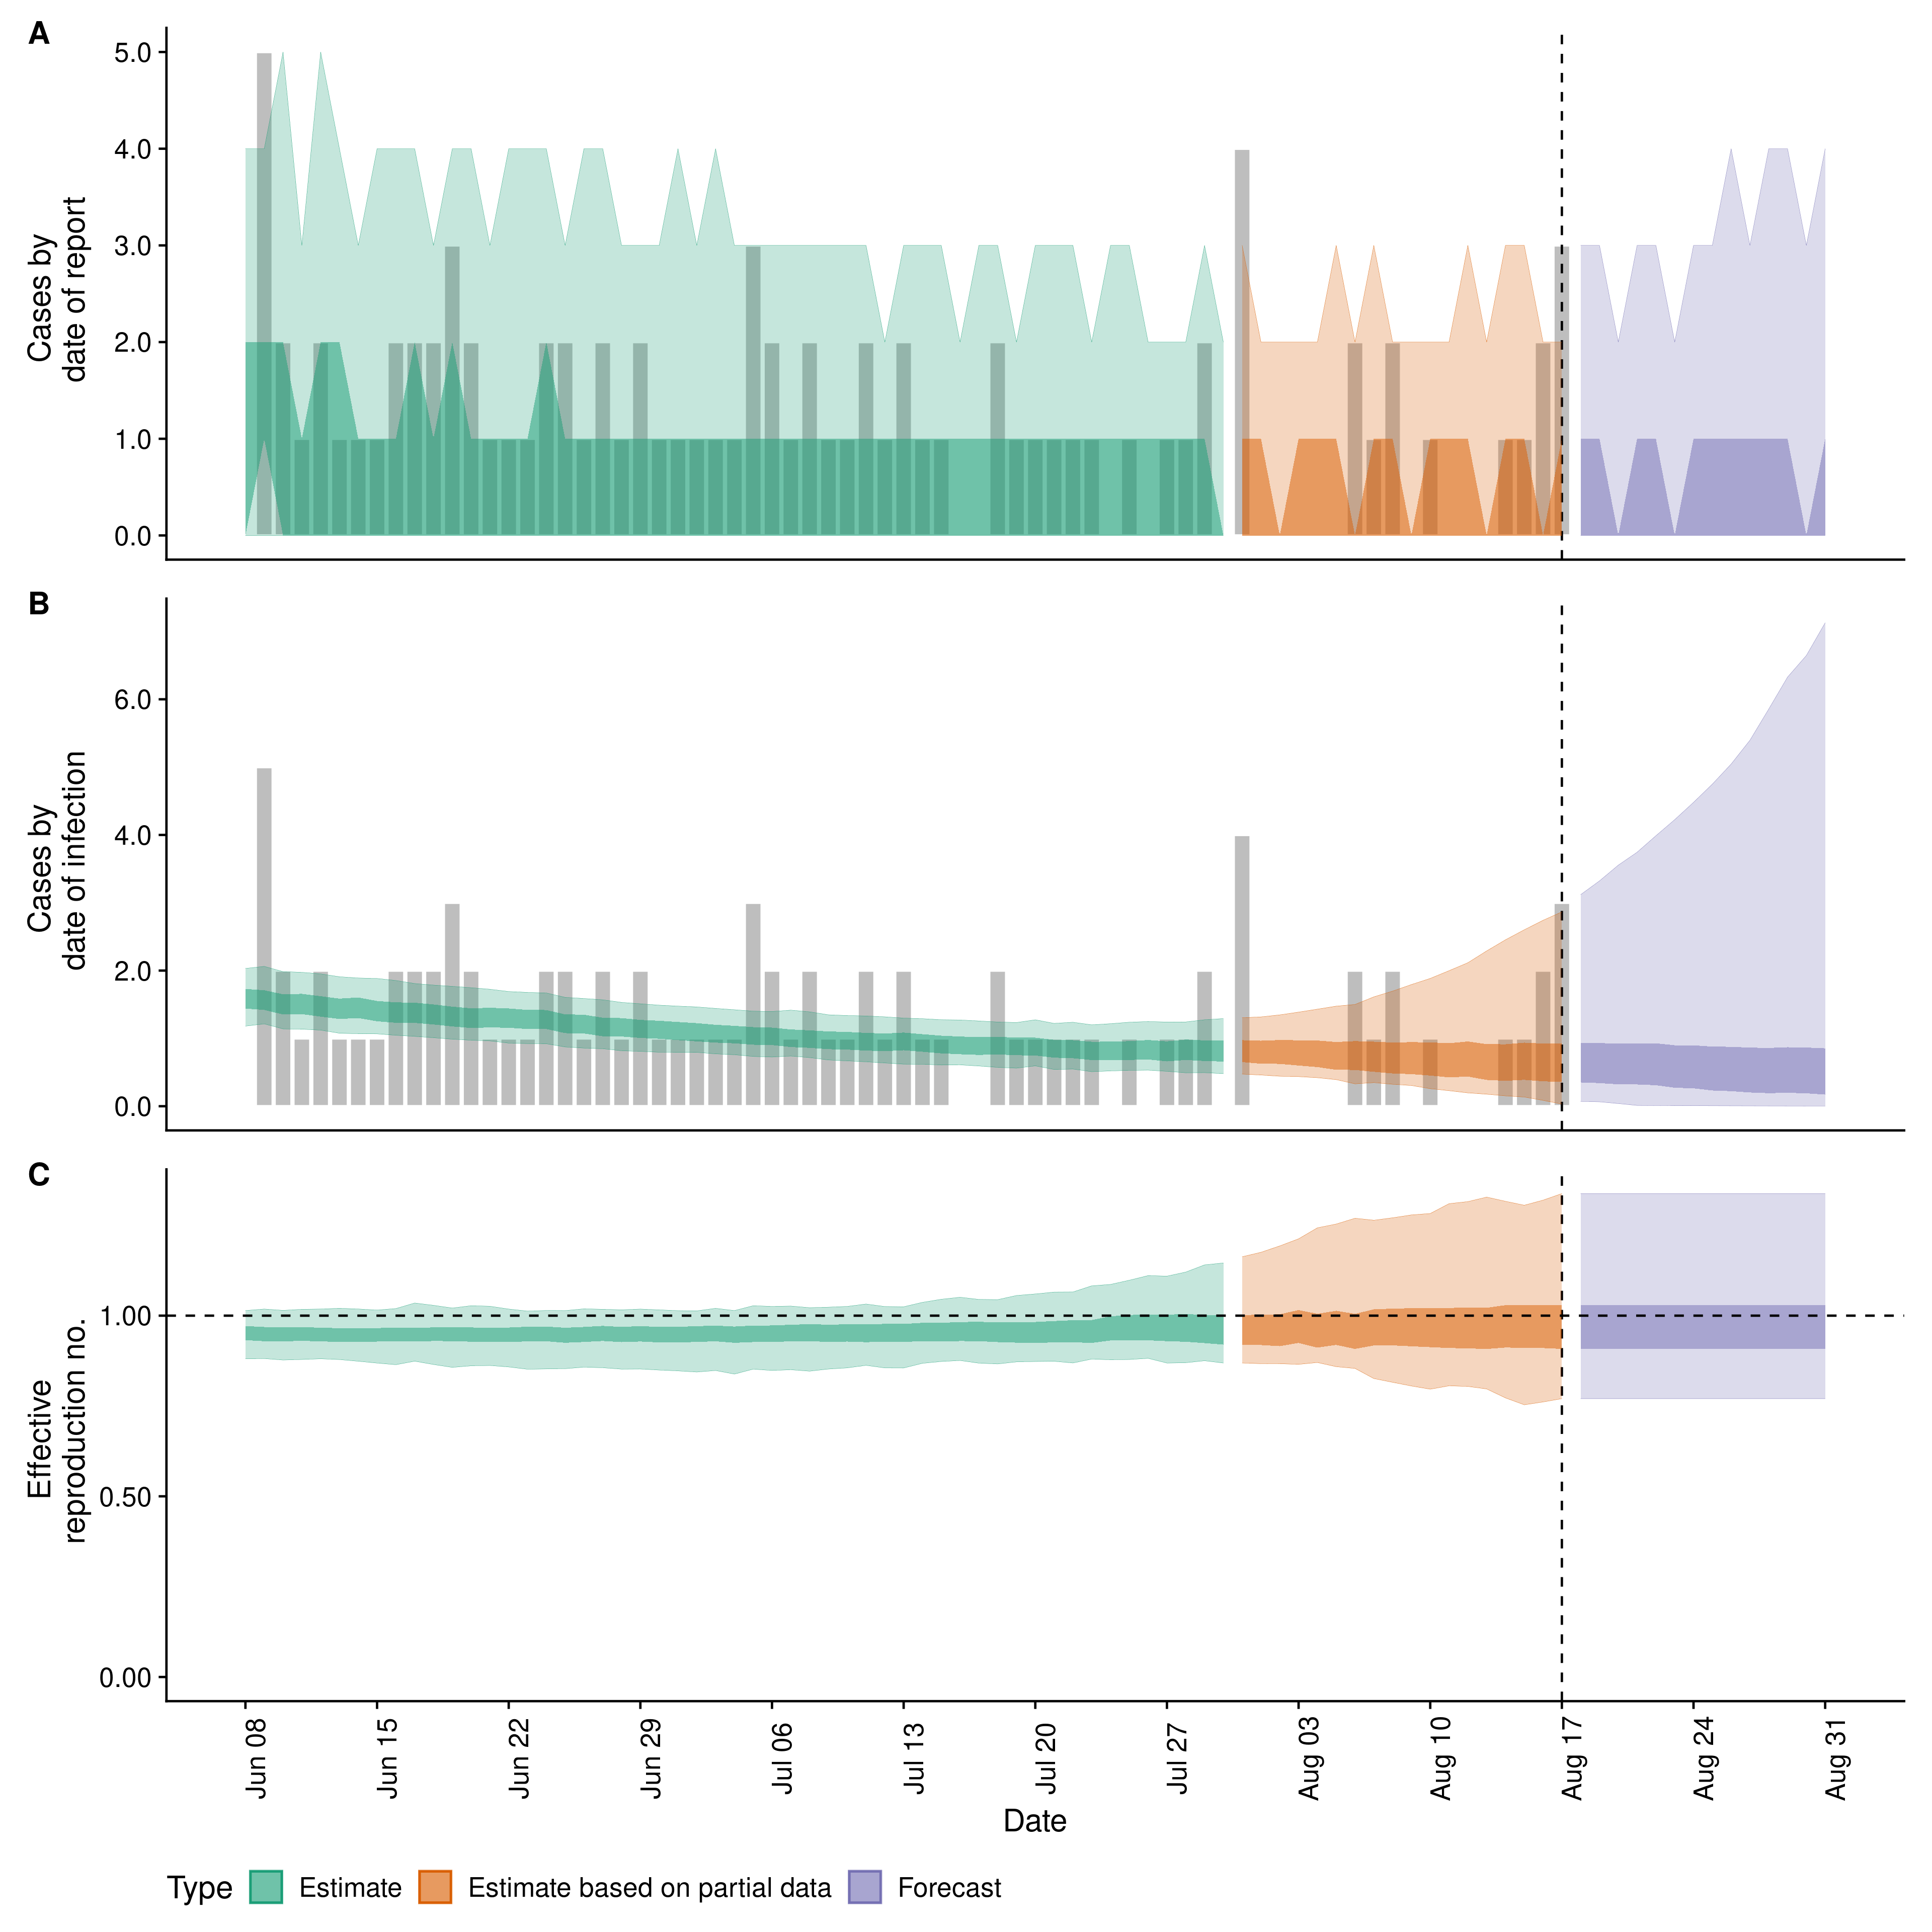 A
Cases by
date of report
5.0
4.0
3.0
2.0
1.0
0.0
B
Cases by
date of infection
6.0
4.0
2.0
0.0
C
Effective
reproduction no.
1.00
0.50
0.00
Jun 08
Jun 15
Jun 22
Jun 29
Jul 06
Jul 13
Jul 20
Jul 27
Aug 03
Aug 10
Aug 17
Aug 24
Aug 31
Date
Type Estimate Estimate based on partial data Forecast